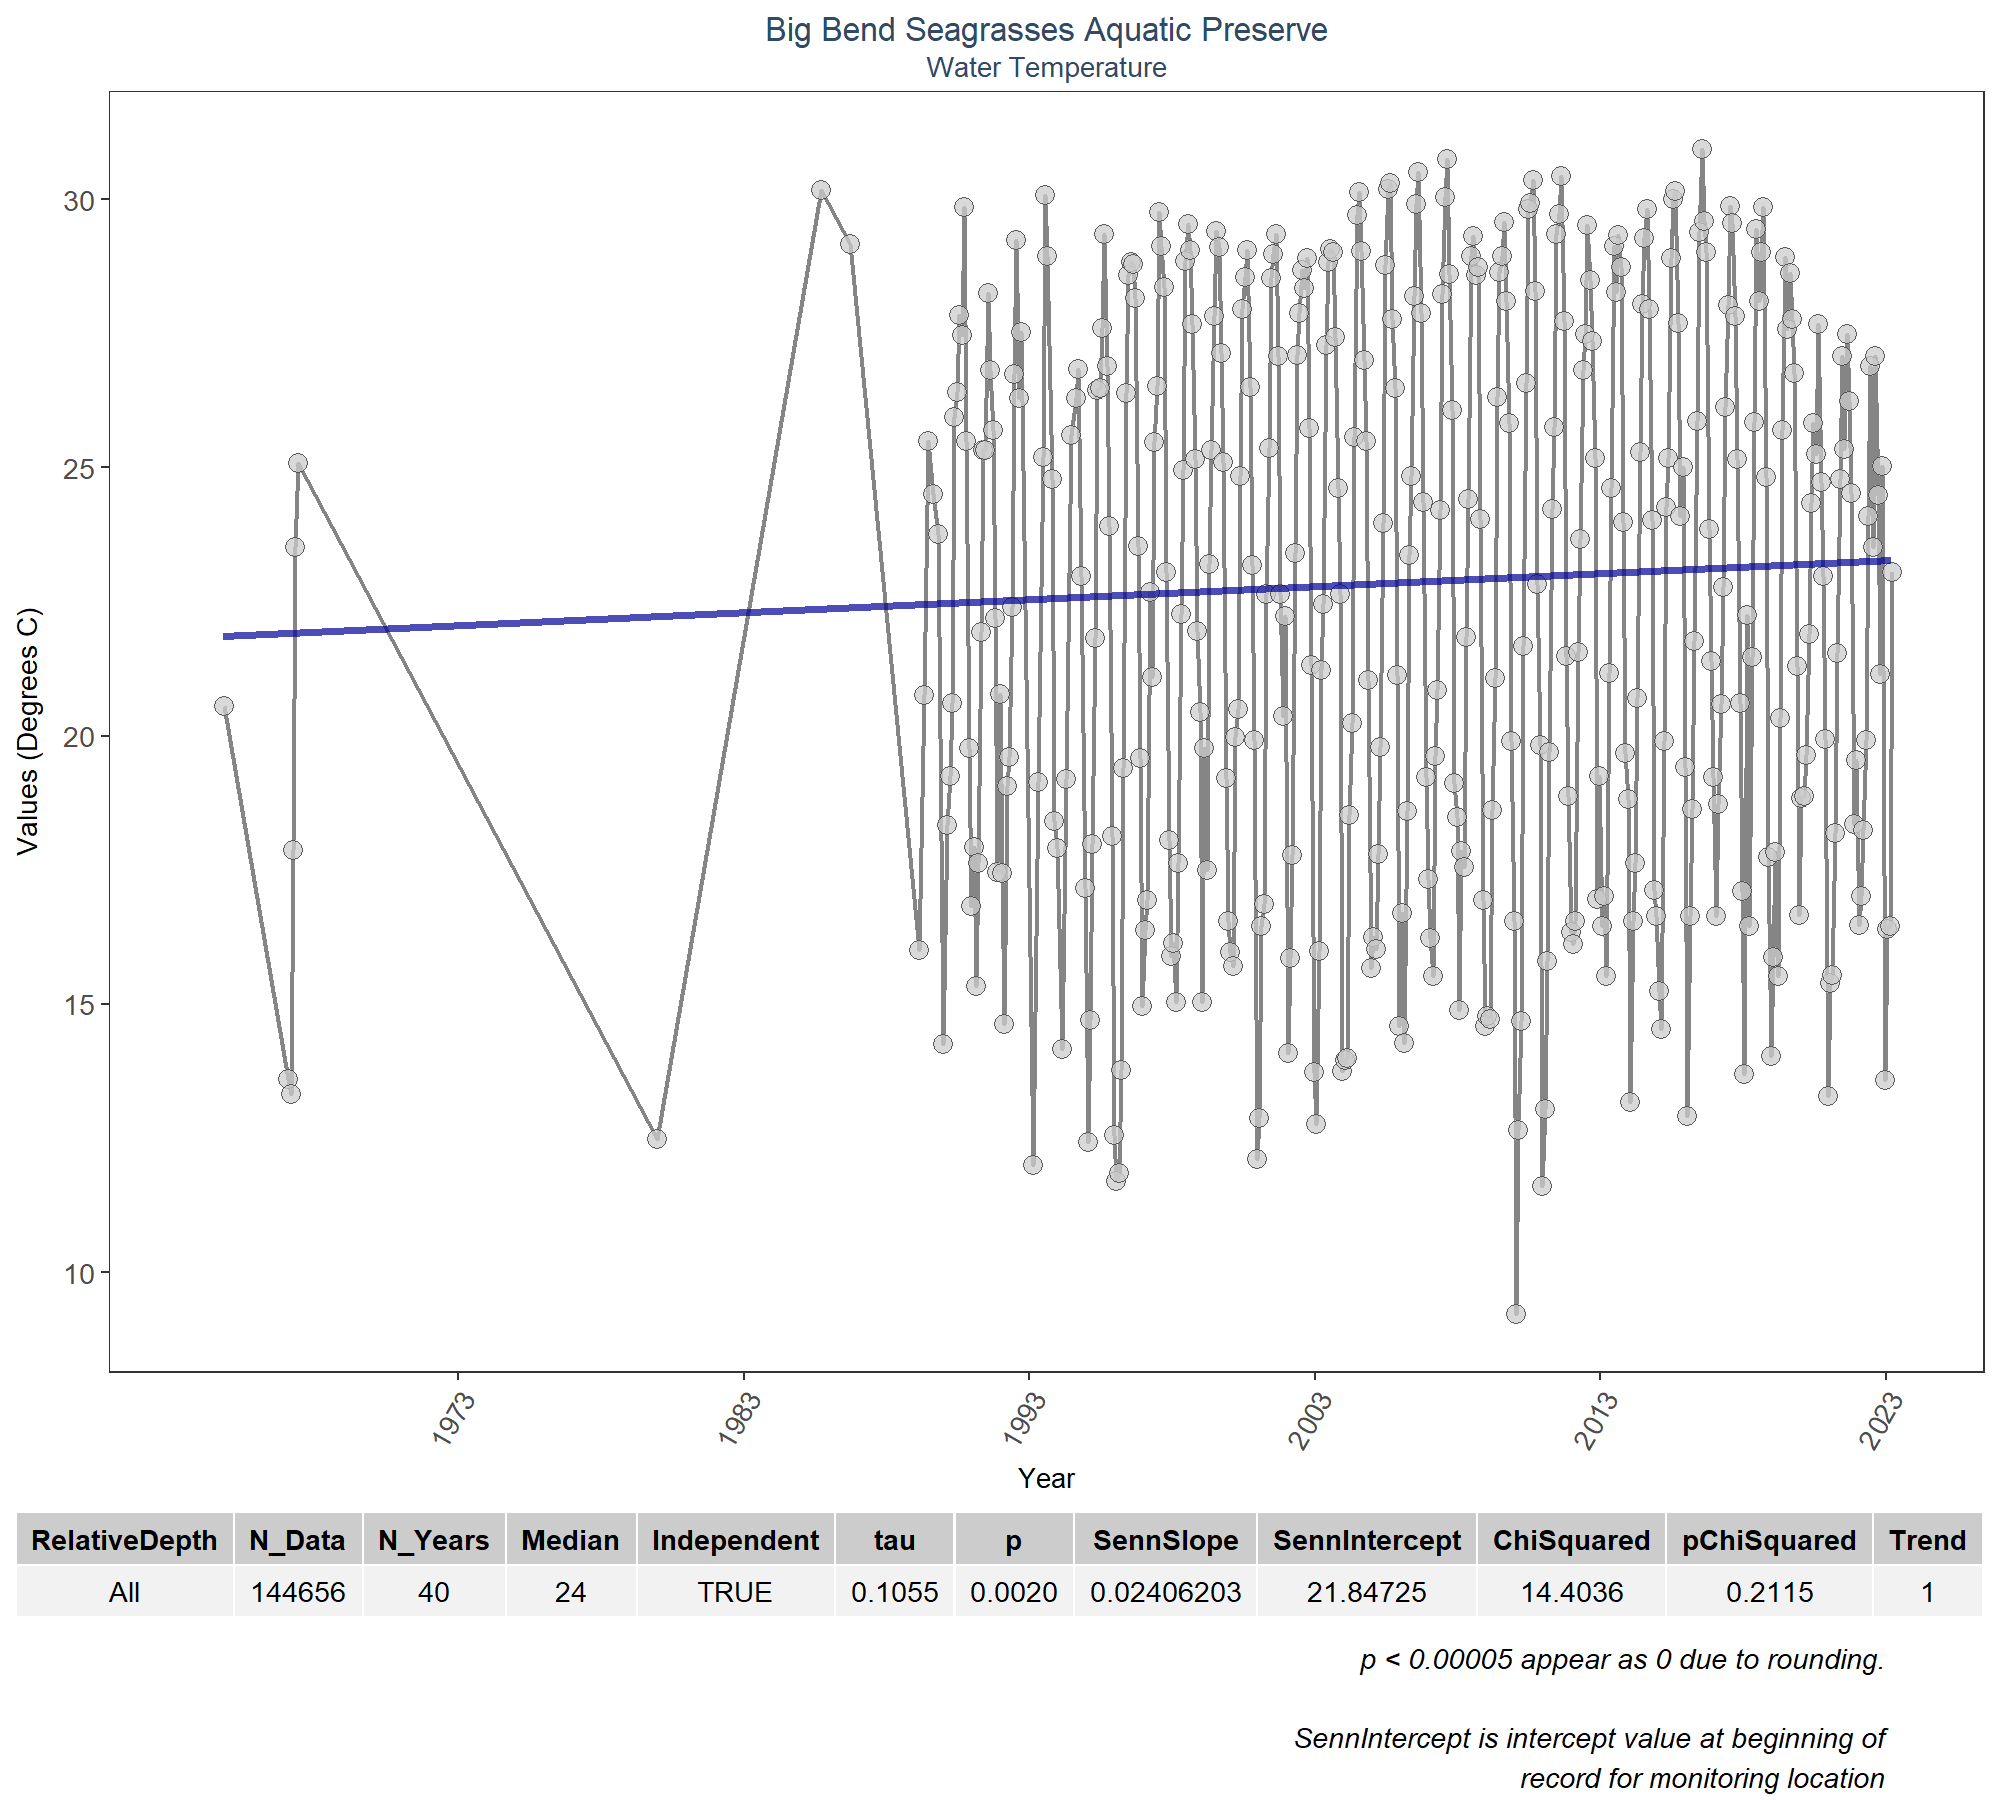 Big Bend Seagrasses Aquatic Preserve
Water Temperature
Values (Degrees C)
30
25
20
15
10
1973
1983
1993
2003
2013
2023
Year
RelativeDepth N_Data N_Years Median Independent tau p SennSlope SennIntercept ChiSquared pChiSquared Trend
All 144656 40 24 TRUE 0.1055 0.0020 0.02406203 21.84725 14.4036 0.2115 1
p < 0.00005 appear as 0 due to rounding.
SennIntercept is intercept value at beginning of
record for monitoring location